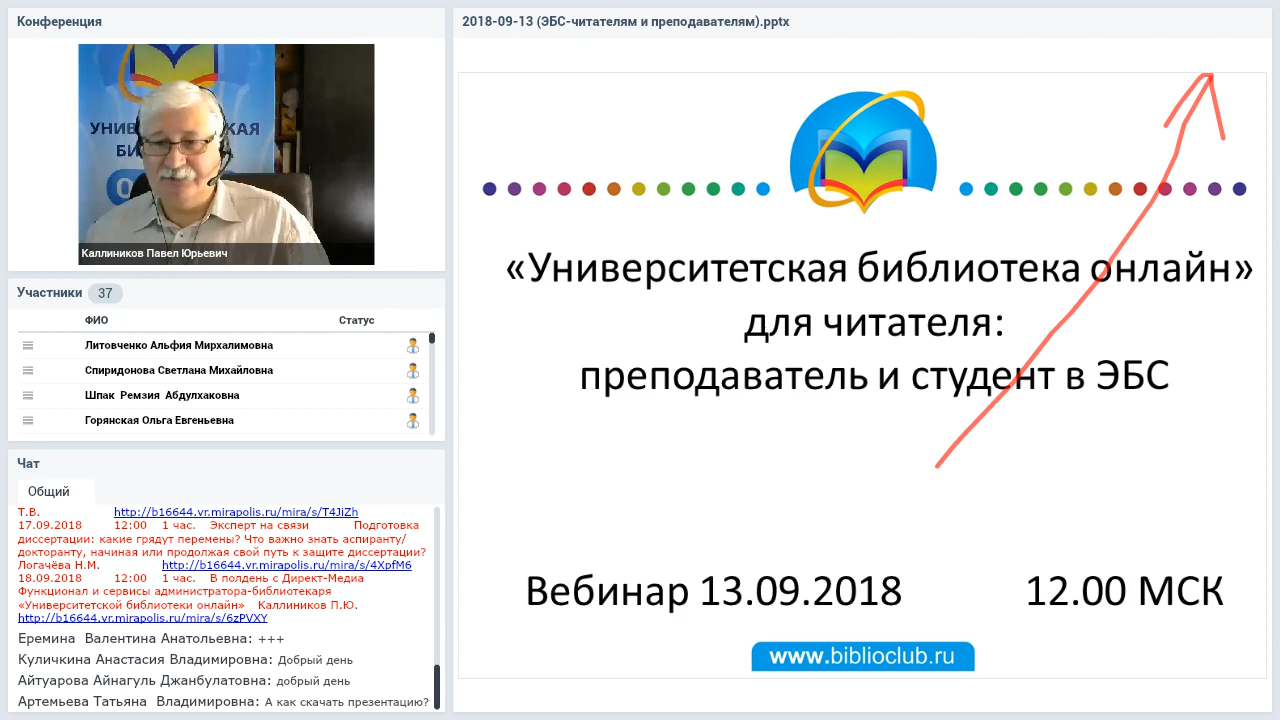 Конференция
УНИВЕ
КАЯ
БИ
Каллиников Павел Юрьевич
Участники 37
ФИО Статус
Литовченко Альфия Мирхалимовна
Спиридонова Светлана Михайловна
Шпак Ремзия Абдулхаковна
Горянская Ольга Евгеньевна
Чат
Общий
Т.В. http://b16644.vr.mirapolis.ru/mira/s/T4JiZh
17.09.2018 12:00 1 час. Эксперт на связи Подготовка
диссертации: какие грядут перемены? Что важно знать аспиранту/
докторанту, начиная или продолжая свой путь к защите диссертации?
Логачёва Н.М. http://b16644.vr.mirapolis.ru/mira/s/4XpfM6
18.09.2018 12:00 1 час. В полдень с Директ-Медиа
Функционал и сервисы администратора-библиотекаря
«Университетской библиотеки онлайн» Каллиников П.Ю.
http://b16644.vr.mirapolis.ru/mira/s/6zPVXY
Еремина Валентина Анатольевна: +++
Куличкина Анастасия Владимировна: Добрый день
Айтуарова Айнагуль Джанбулатовна: добрый день
Артемьева Татьяна Владимировна: А как скачать презентацию?
2018-09-13 (ЭБС-читателям и преподавателям).pptx
«Университетская библиотека онлайн»
для читателя:
преподаватель и студент в ЭБС
Вебинар 13.09.2018 12.00 МСК
www.biblioclub.ru